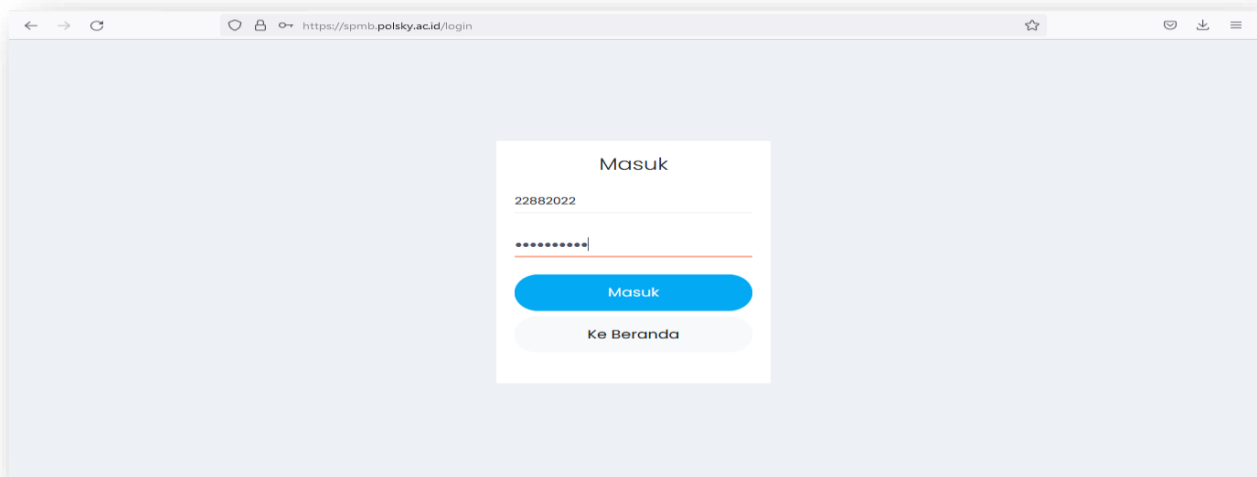 https://spmb.polsky.ac.id/login
Masuk
22882022
••••••••••
Masuk
Ke Beranda